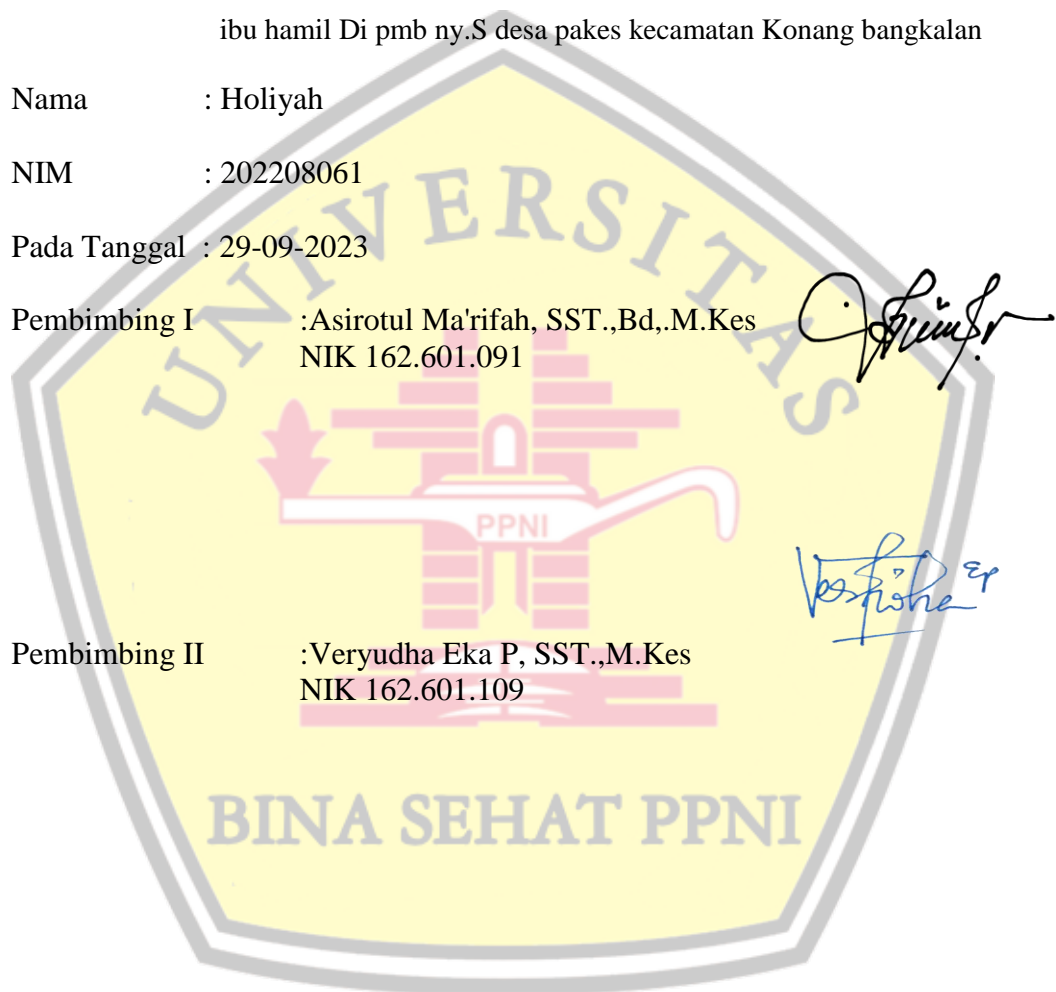 ibu hamil Di pmb ny.S desa pakes kecamatan Konang bangkalan
Nama : Holiyah
NIM : 202208061
Pada Tanggal : 29-09-2023
Pembimbing I :Asirotul Ma'rifah, SST.,Bd,.M.Kes
NIK 162.601.091
Pembimbing II :Veryudha Eka P, SST.,M.Kes
NIK 162.601.109
UNIVERSITAS
PPNI
BINA SEHAT PPNI